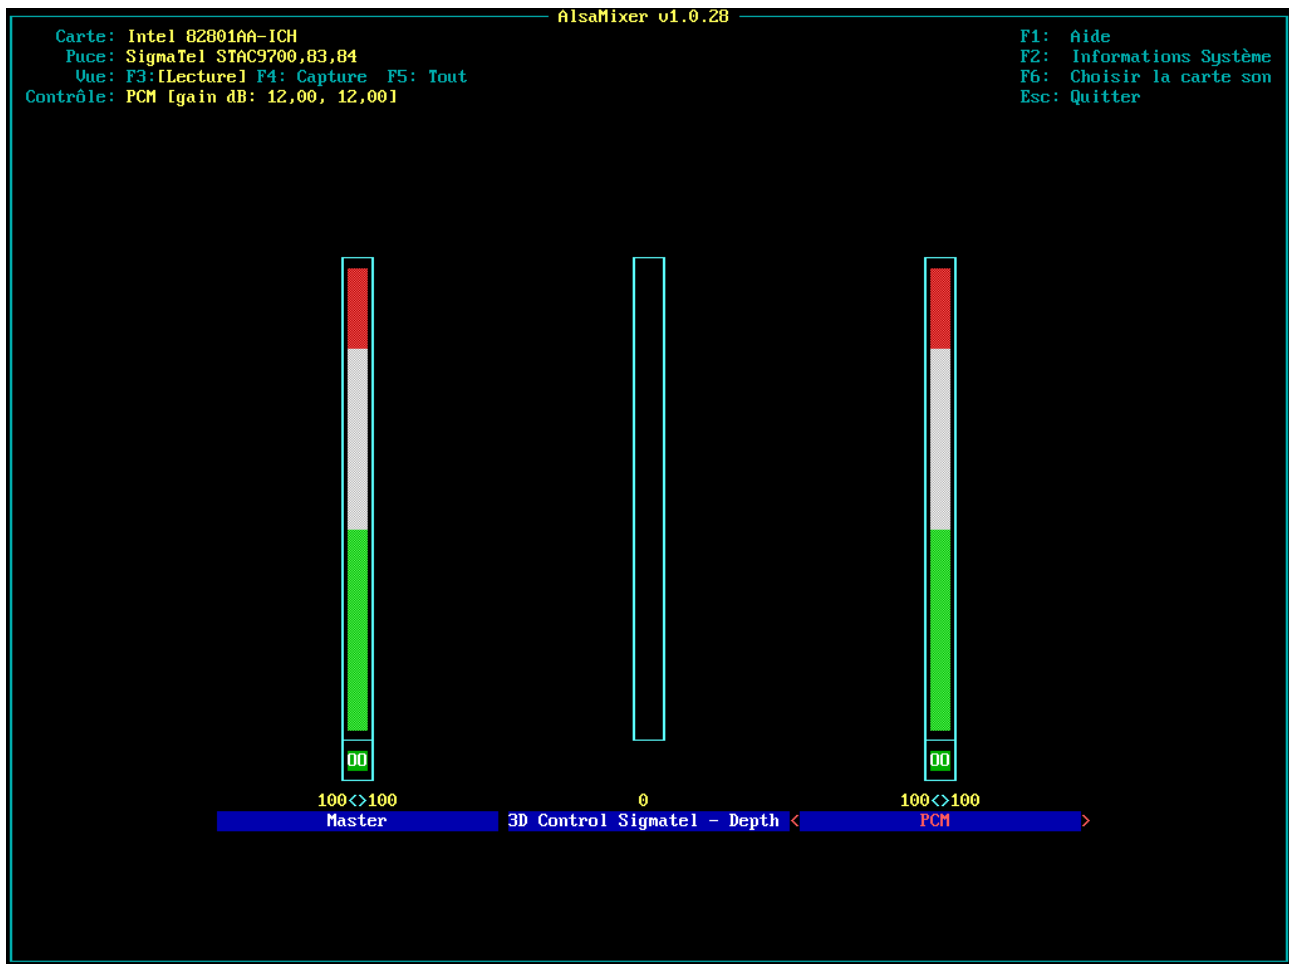 AlsaMixer v1.0.28
Carte: Intel 82801AA-ICH F1: Aide
Puce: SigmaTel STAC9700,83,84 F2: Informations Système
Vue: F3:[Lecture] F4: Capture F5: Tout F6: Choisir la carte son
Contrôle: PCM [gain dB: 12,00, 12,00] Esc: Quitter
OO OO
100<>100 0 100<>100
Master 3D Control Sigmatel - Depth < PCM >